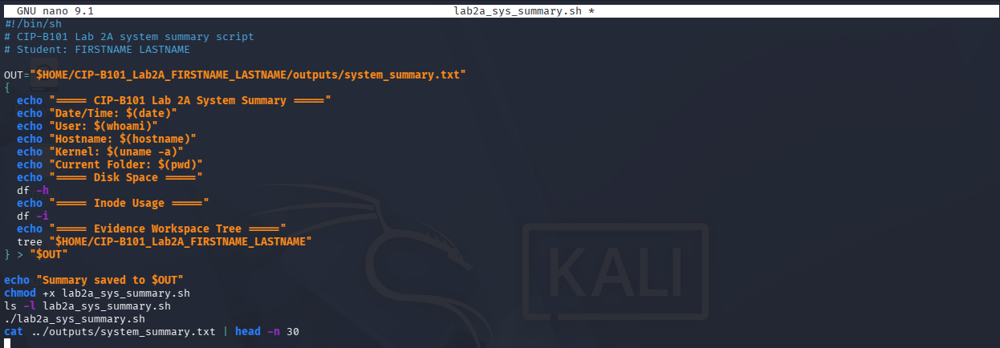 GNU nano 9.1 lab2a_sys_summary.sh *
#!/bin/sh
# CIP-B101 Lab 2A system summary script
# Student: FIRSTNAME LASTNAME

OUT="$HOME/CIP-B101_Lab2A_FIRSTNAME_LASTNAME/outputs/system_summary.txt"
{
  echo "===== CIP-B101 Lab 2A System Summary ====="
  echo "Date/Time: $(date)"
  echo "User: $(whoami)"
  echo "Hostname: $(hostname)"
  echo "Kernel: $(uname -a)"
  echo "Current Folder: $(pwd)"
  echo "===== Disk Space ====="
  df -h
  echo "===== Inode Usage ====="
  df -i
  echo "===== Evidence Workspace Tree ====="
  tree "$HOME/CIP-B101_Lab2A_FIRSTNAME_LASTNAME"
} > "$OUT"

echo "Summary saved to $OUT"
chmod +x lab2a_sys_summary.sh
ls -l lab2a_sys_summary.sh
./lab2a_sys_summary.sh
cat ../outputs/system_summary.txt | head -n 30
KALI